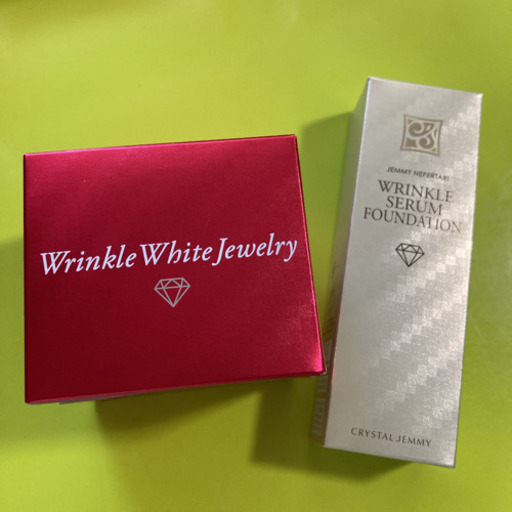 Wrinkle White Jewelry
JEMMY NEFERTARI
WRINKLE
SERUM
FOUNDATION
CRYSTAL JEMMY